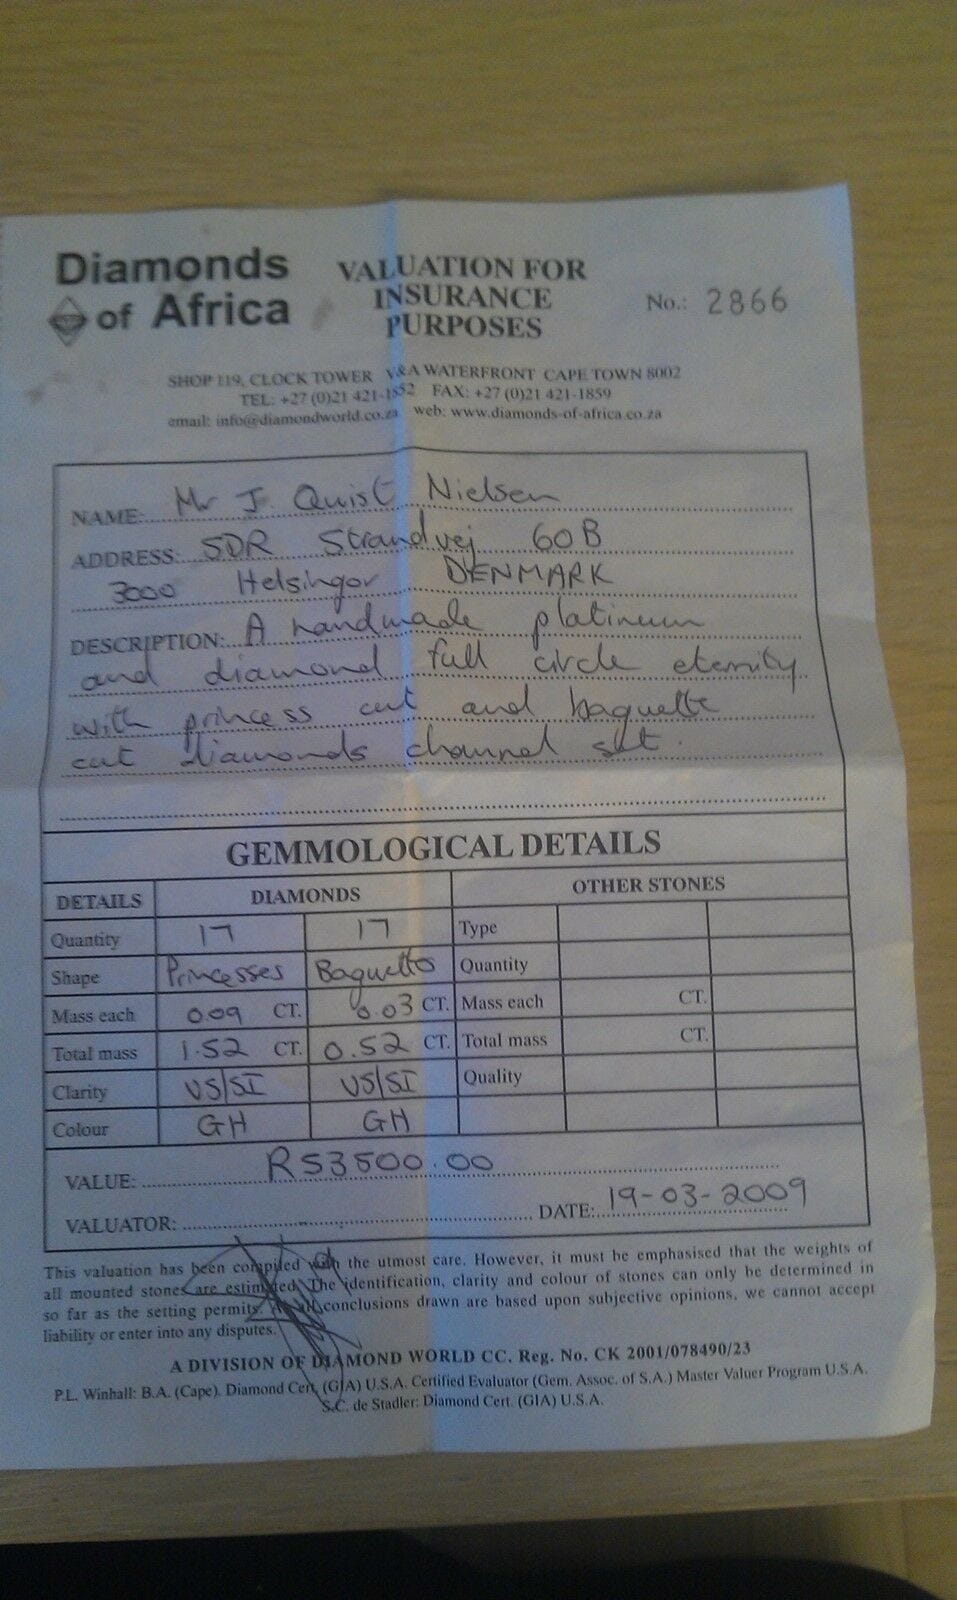 Diamonds of Africa
VALUATION FOR
INSURANCE
PURPOSES
No.: 2866
SHOP 119, CLOCK TOWER V&A WATERFRONT CAPE TOWN 8002
TEL: +27 (0)21 421-1852 FAX: +27 (0)21 421-1859
email: info@diamondworld.co.za web: www.diamonds-of-africa.co.za
NAME: Mr J. Quist Nielsen
ADDRESS: SDR Strandvej 60B
3000 Helsingor DENMARK
DESCRIPTION: A handmade platinum
and diamond full circle eternity
with princess cut and baguette
cut diamonds channel set.
GEMMOLOGICAL DETAILS
DETAILS DIAMONDS OTHER STONES
Quantity 17 17 Type
Shape Princesses Baguette Quantity
Mass each 0.09 CT. 0.03 CT. Mass each CT.
Total mass 1.52 CT. 0.52 CT. Total mass CT.
Clarity VS/SI VS/SI Quality
Colour GH GH
VALUE: R53500.00
VALUATOR: DATE: 19-03-2009
This valuation has been compiled with the utmost care. However, it must be emphasised that the weights of
all mounted stones are estimated. The identification, clarity and colour of stones can only be determined in
so far as the setting permits. As all conclusions drawn are based upon subjective opinions, we cannot accept
liability or enter into any disputes.
A DIVISION OF DIAMOND WORLD CC. Reg. No. CK 2001/078490/23
P.L. Winhall: B.A. (Cape). Diamond Cert. (GIA) U.S.A. Certified Evaluator (Gem. Assoc. of S.A.) Master Valuer Program U.S.A.
S.C. de Stadler: Diamond Cert. (GIA) U.S.A.